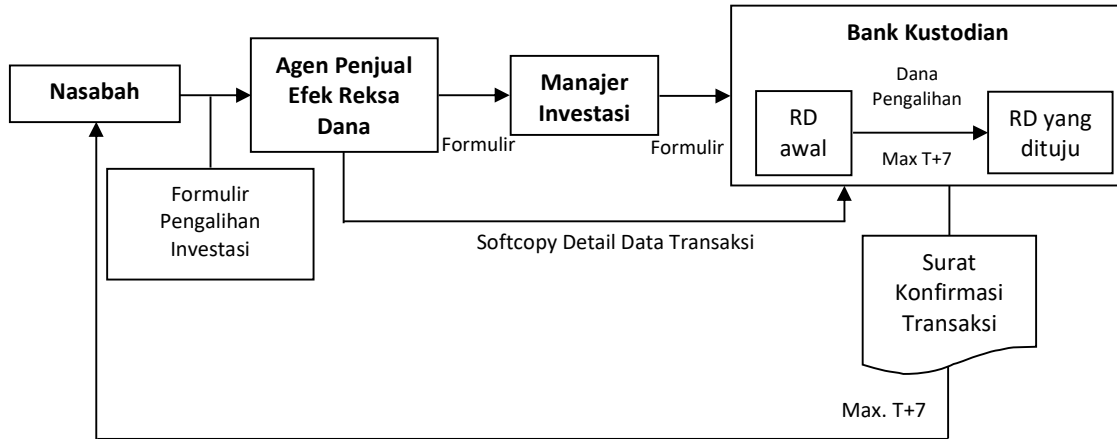 Bank Kustodian
Nasabah
Agen Penjual
Efek Reksa
Dana
Manajer
Investasi
Dana
Pengalihan
RD
awal
RD yang
dituju
Max T+7
Formulir
Formulir
Formulir
Pengalihan
Investasi
Softcopy Detail Data Transaksi
Surat
Konfirmasi
Transaksi
Max. T+7